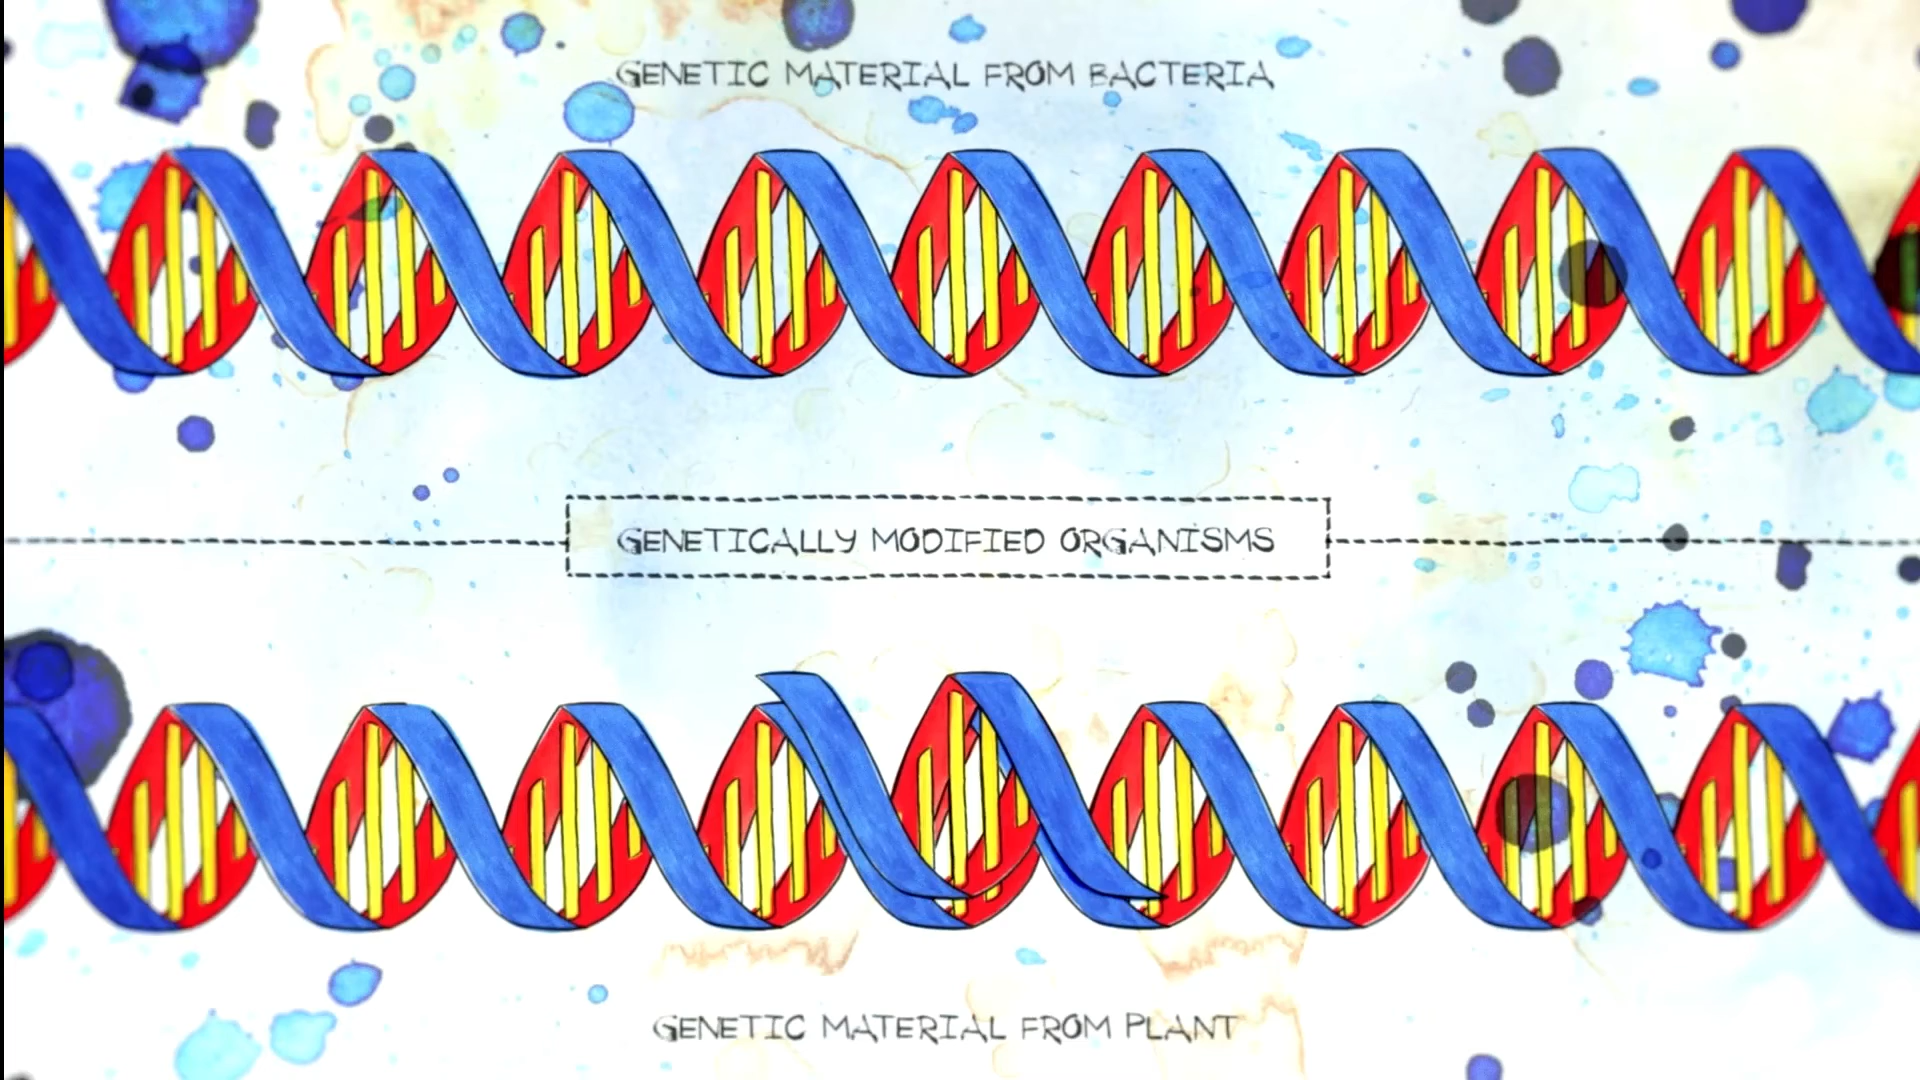 GENETIC MATERIAL FROM BACTERIA
GENETICALLY MODIFIED ORGANISMS
GENETIC MATERIAL FROM PLANT